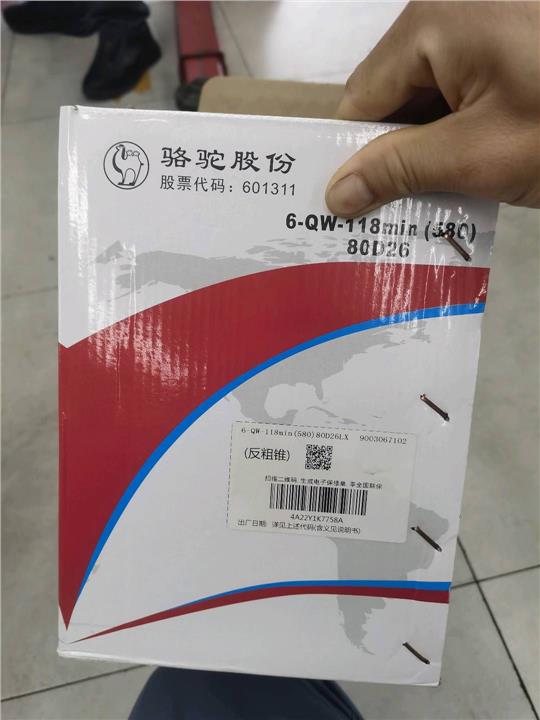 骆驼股份
股票代码：601311
6-QW-118min (580)
80D26
6-QW-118min(580)80D26LX 9003067102
(反粗锥)
扫描二维码 生成电子保修单 享全国联保
4A22Y1K7758A
出厂日期: 详见上述代码(含义见说明书)